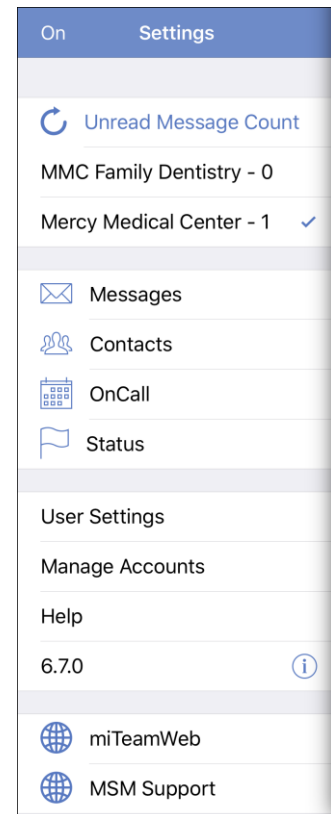 On Settings
Unread Message Count
MMC Family Dentistry - 0
Mercy Medical Center - 1
Messages
Contacts
OnCall
Status
User Settings
Manage Accounts
Help
6.7.0
miTeamWeb
MSM Support